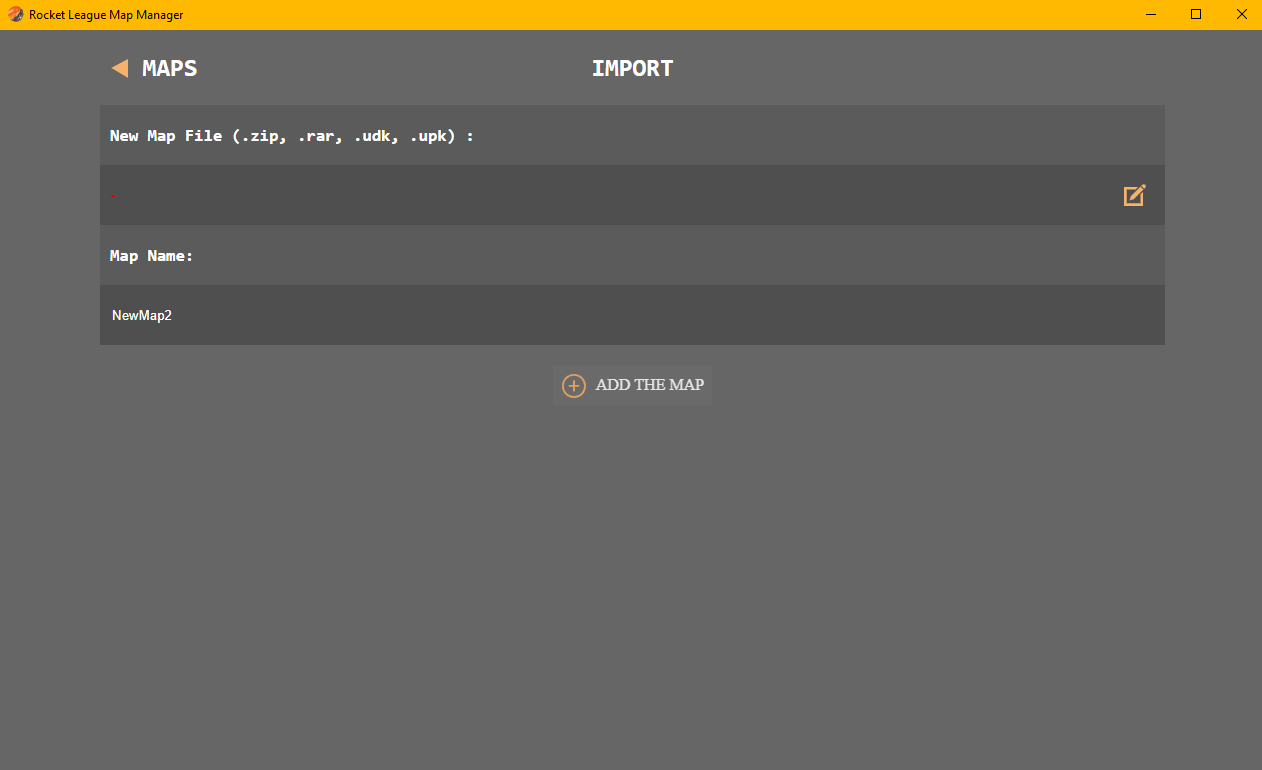 Rocket League Map Manager
MAPS
IMPORT
New Map File (.zip, .rar, .udk, .upk) :
-
Map Name:
NewMap2
ADD THE MAP